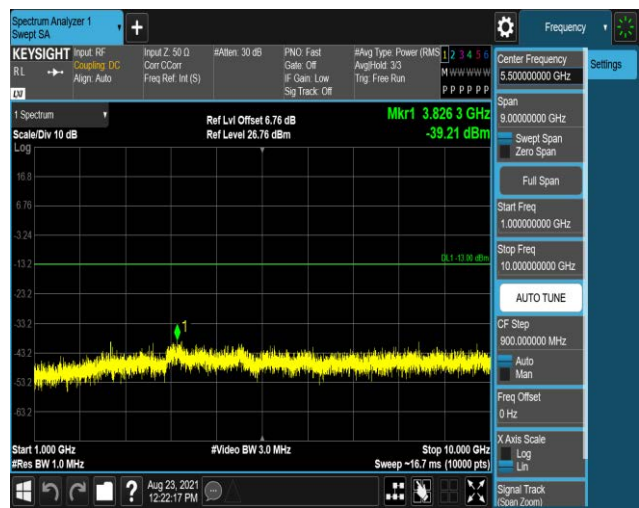 Spectrum Analyzer 1
Swept SA
Frequency
KEYSIGHT
RL
LXI
Input: RF
Coupling: DC
Align: Auto
Input Z: 50 Ω
Corr CCorr
Freq Ref: Int (S)
#Atten: 30 dB
PNO: Fast
Gate: Off
IF Gain: Low
Sig Track: Off
#Avg Type: Power (RMS
Avg|Hold: 3/3
Trig: Free Run
1 2 3 4 5 6
M W W W W W
P P P P P P
1 Spectrum
Scale/Div 10 dB
Log
Ref Lvl Offset 6.76 dB
Ref Level 26.76 dBm
Mkr1 3.826 3 GHz
-39.21 dBm
16.8
6.76
-3.24
-13.2
-23.2
-33.2
-43.2
-53.2
-63.2
DL1 -13.00 dBm
1
Start 1.000 GHz
#Res BW 1.0 MHz
#Video BW 3.0 MHz
Stop 10.000 GHz
Sweep ~16.7 ms (10000 pts)
?
Aug 23, 2021
12:22:17 PM
Center Frequency
5.500000000 GHz
Settings
Span
9.00000000 GHz
Swept Span
Zero Span
Full Span
Start Freq
1.000000000 GHz
Stop Freq
10.000000000 GHz
AUTO TUNE
CF Step
900.000000 MHz
Auto
Man
Freq Offset
0 Hz
X Axis Scale
Log
Lin
Signal Track
(Span Zoom)